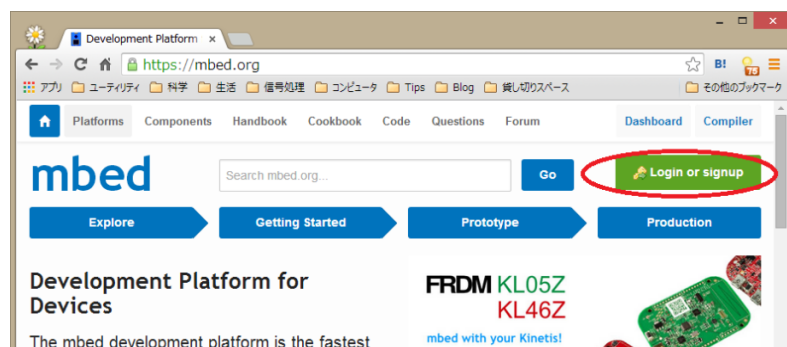 Development Platform
https://mbed.org
B!
75
アプリ ユーティリティ 科学 生活 信号処理 コンピュータ Tips Blog 貸し切りスペース その他のブックマーク
Platforms Components Handbook Cookbook Code Questions Forum Dashboard Compiler
mbed Search mbed.org... Go Login or signup
Explore Getting Started Prototype Production
Development Platform for
Devices
The mbed development platform is the fastest
FRDM KL05Z
KL46Z
mbed with your Kinetis!